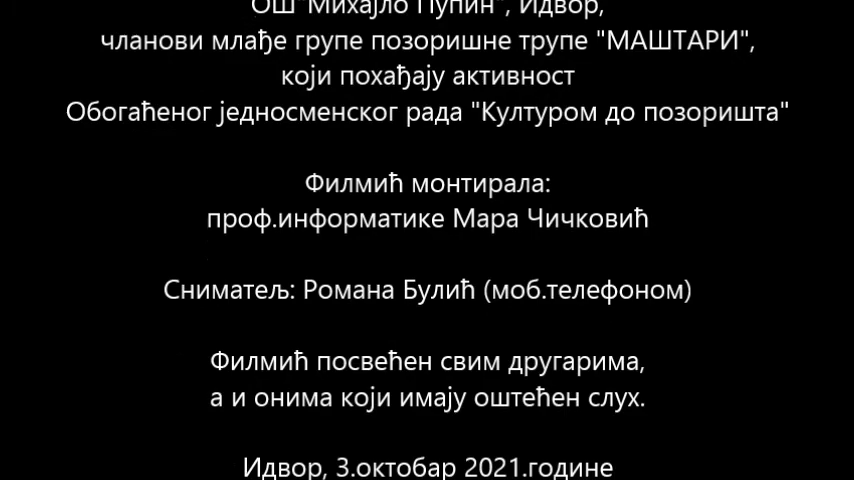 ОШ"Михајло Пупин", Идвор,
чланови млађе групе позоришне трупе "МАШТАРИ",
који похађају активност
Обогаћеног једносменског рада "Културом до позоришта"
Филмић монтирала:
проф.информатике Мара Чичковић
Сниматељ: Романа Булић (моб.телефоном)
Филмић посвећен свим другарима,
а и онима који имају оштећен слух.
Идвор, 3.октобар 2021.године